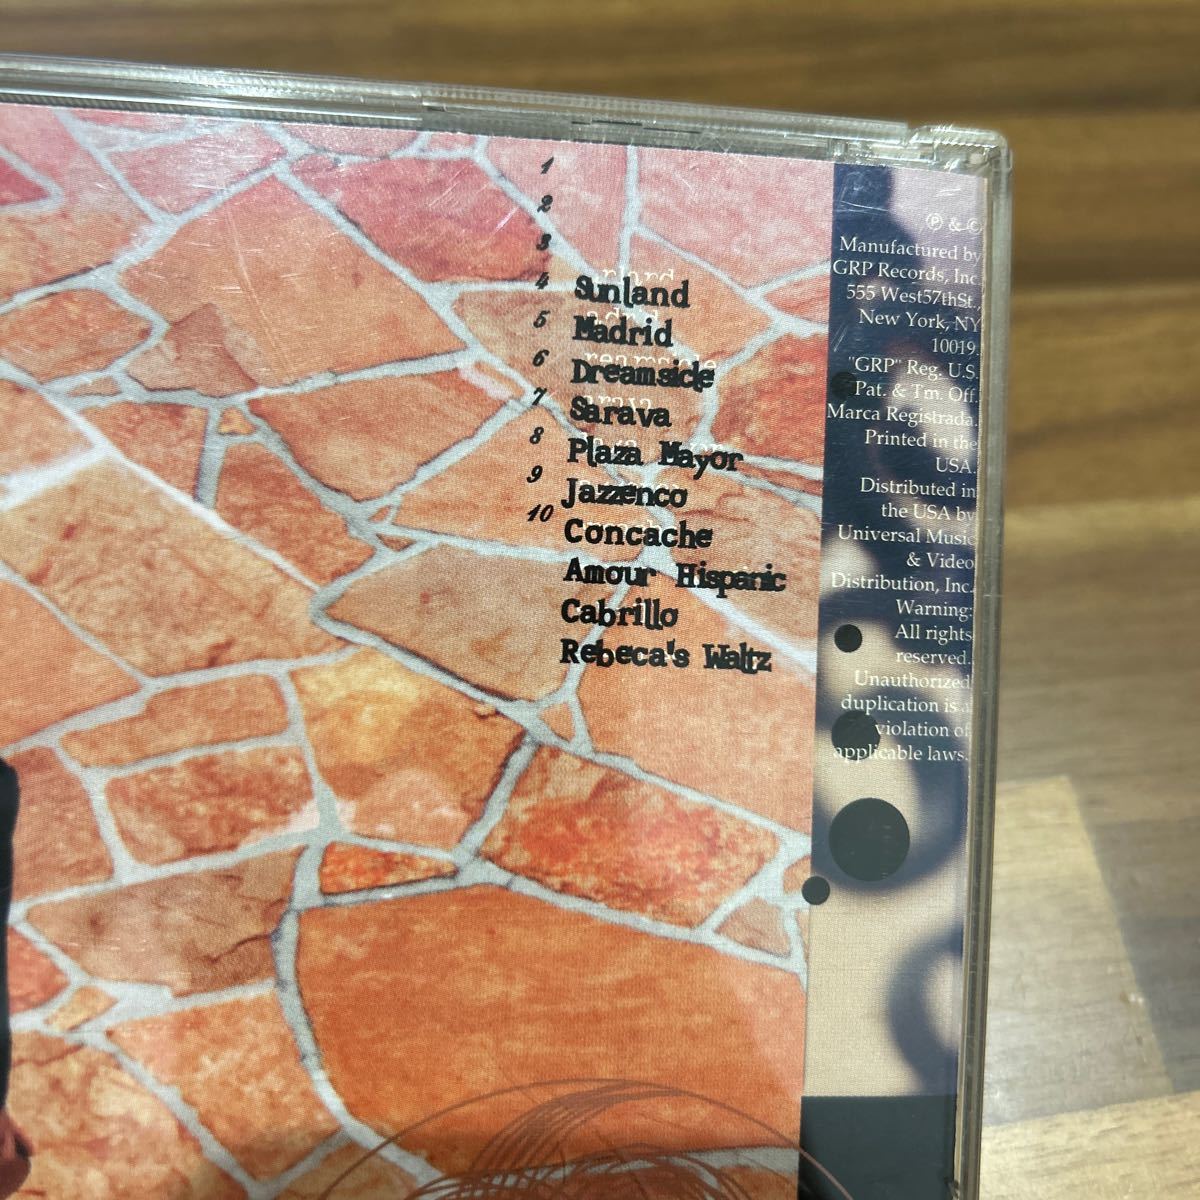 1
2
3
4
5
6
7
8
9
10
Sunland
Madrid
Dreamside
Sarava
Plaza Mayor
Jazzenco
Concache
Amour Hispanic
Cabrillo
Rebeca's Waltz
℗ & ©
Manufactured by
GRP Records, Inc.
555 West57thSt.,
New York, NY
10019.
"GRP" Reg. U.S.
Pat. & Tm. Off.
Marca Registrada.
Printed in the
USA.
Distributed in
the USA by
Universal Music
& Video
Distribution, Inc.
Warning:
All rights
reserved.
Unauthorized
duplication is a
violation of
applicable laws.